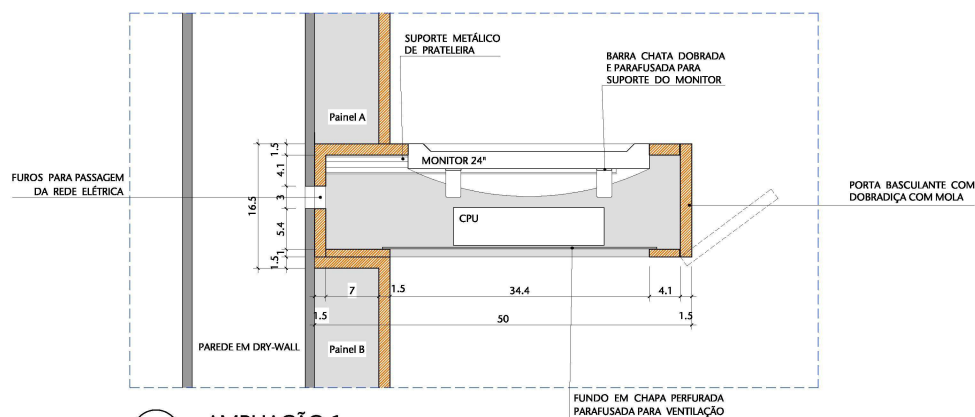 SUPORTE METÁLICO
DE PRATELEIRA
BARRA CHATA DOBRADA
E PARAFUSADA PARA
SUPORTE DO MONITOR
Painel A
MONITOR 24"
FUROS PARA PASSAGEM
DA REDE ELÉTRICA
PORTA BASCULANTE COM
DOBRADIÇA COM MOLA
16.5
1.5
4.1
3
5.4
1
1.5
CPU
7
1.5
34.4
4.1
1.5
50
1.5
PAREDE EM DRY-WALL
Painel B
FUNDO EM CHAPA PERFURADA
PARAFUSADA PARA VENTILAÇÃO
AMPLIAÇÃO 1